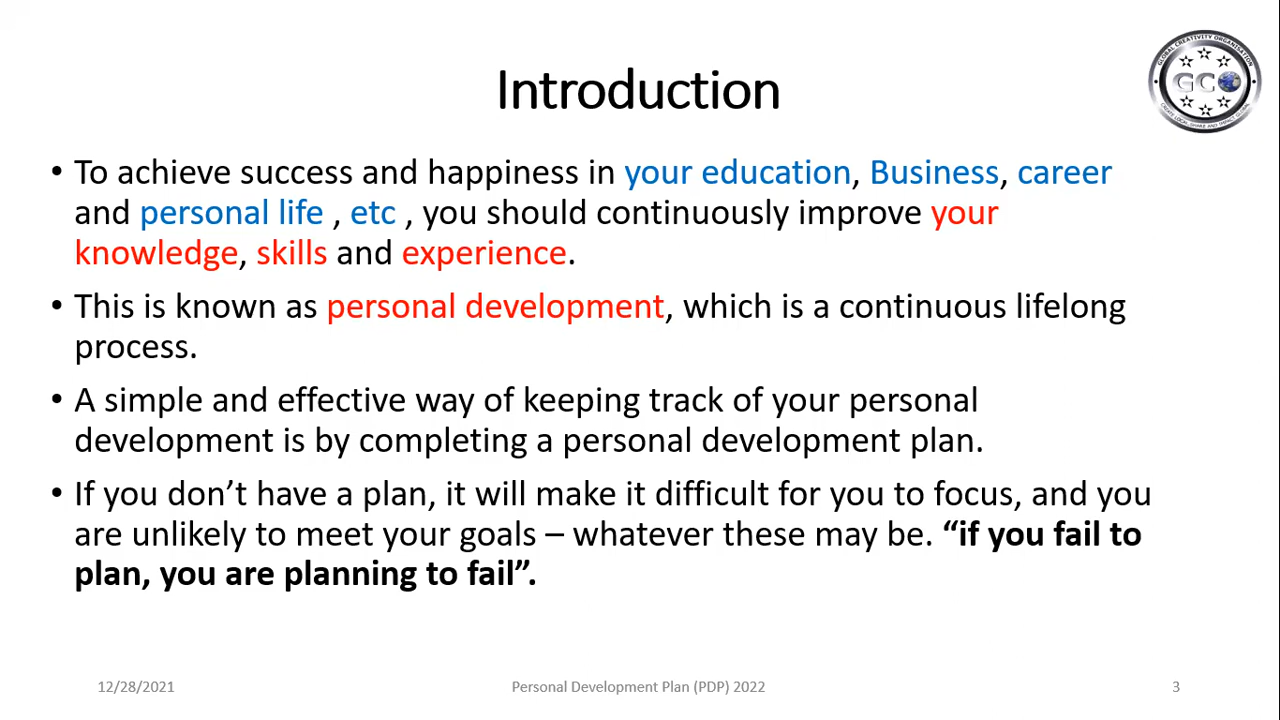 Introduction
GLOBAL CREATIVITY ORGANISATION
GCO
• To achieve success and happiness in your education, Business, career
and personal life , etc , you should continuously improve your
knowledge, skills and experience.
• This is known as personal development, which is a continuous lifelong
process.
• A simple and effective way of keeping track of your personal
development is by completing a personal development plan.
• If you don’t have a plan, it will make it difficult for you to focus, and you
are unlikely to meet your goals – whatever these may be. “if you fail to
plan, you are planning to fail”.
12/28/2021
Personal Development Plan (PDP) 2022
3